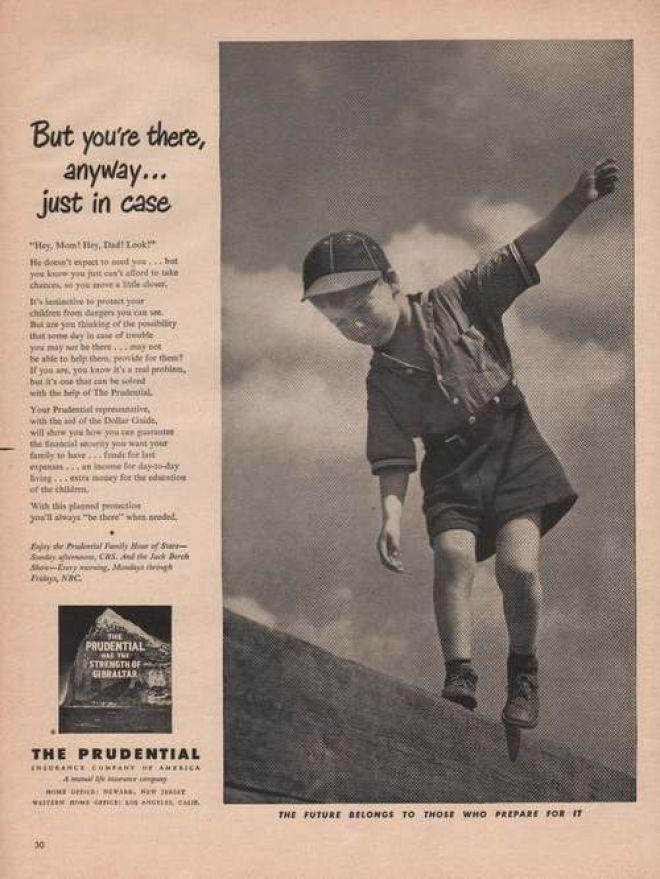 But you're there,
anyway...
just in case
"Hey, Mom! Hey, Dad! Look!"
He doesn't expect to need you . . . but
you know you just can't afford to take
chances, so you move a little closer.
It's instinctive to protect your
children from dangers you can see.
But are you thinking of the possibility
that some day in case of trouble
you may not be there . . . may not
be able to help them, provide for them?
If you are, you know it's a real problem,
but it's one that can be solved
with the help of The Prudential.
Your Prudential representative,
with the aid of the Dollar Guide,
will show you how you can guarantee
the financial security you want your
family to have . . . funds for last
expenses . . . an income for day-to-day
living . . . extra money for the education
of the children.
With this planned protection
you'll always "be there" when needed.
Enjoy the Prudential Family Hour of Stars—
Sunday afternoons, CBS. And the Jack Berch
Show—Every morning, Mondays through
Fridays, NBC.
THE
PRUDENTIAL
HAS THE
STRENGTH OF
GIBRALTAR
THE PRUDENTIAL
INSURANCE COMPANY OF AMERICA
A mutual life insurance company
HOME OFFICE: NEWARK, NEW JERSEY
WESTERN HOME OFFICE: LOS ANGELES, CALIF.
THE FUTURE BELONGS TO THOSE WHO PREPARE FOR IT
30